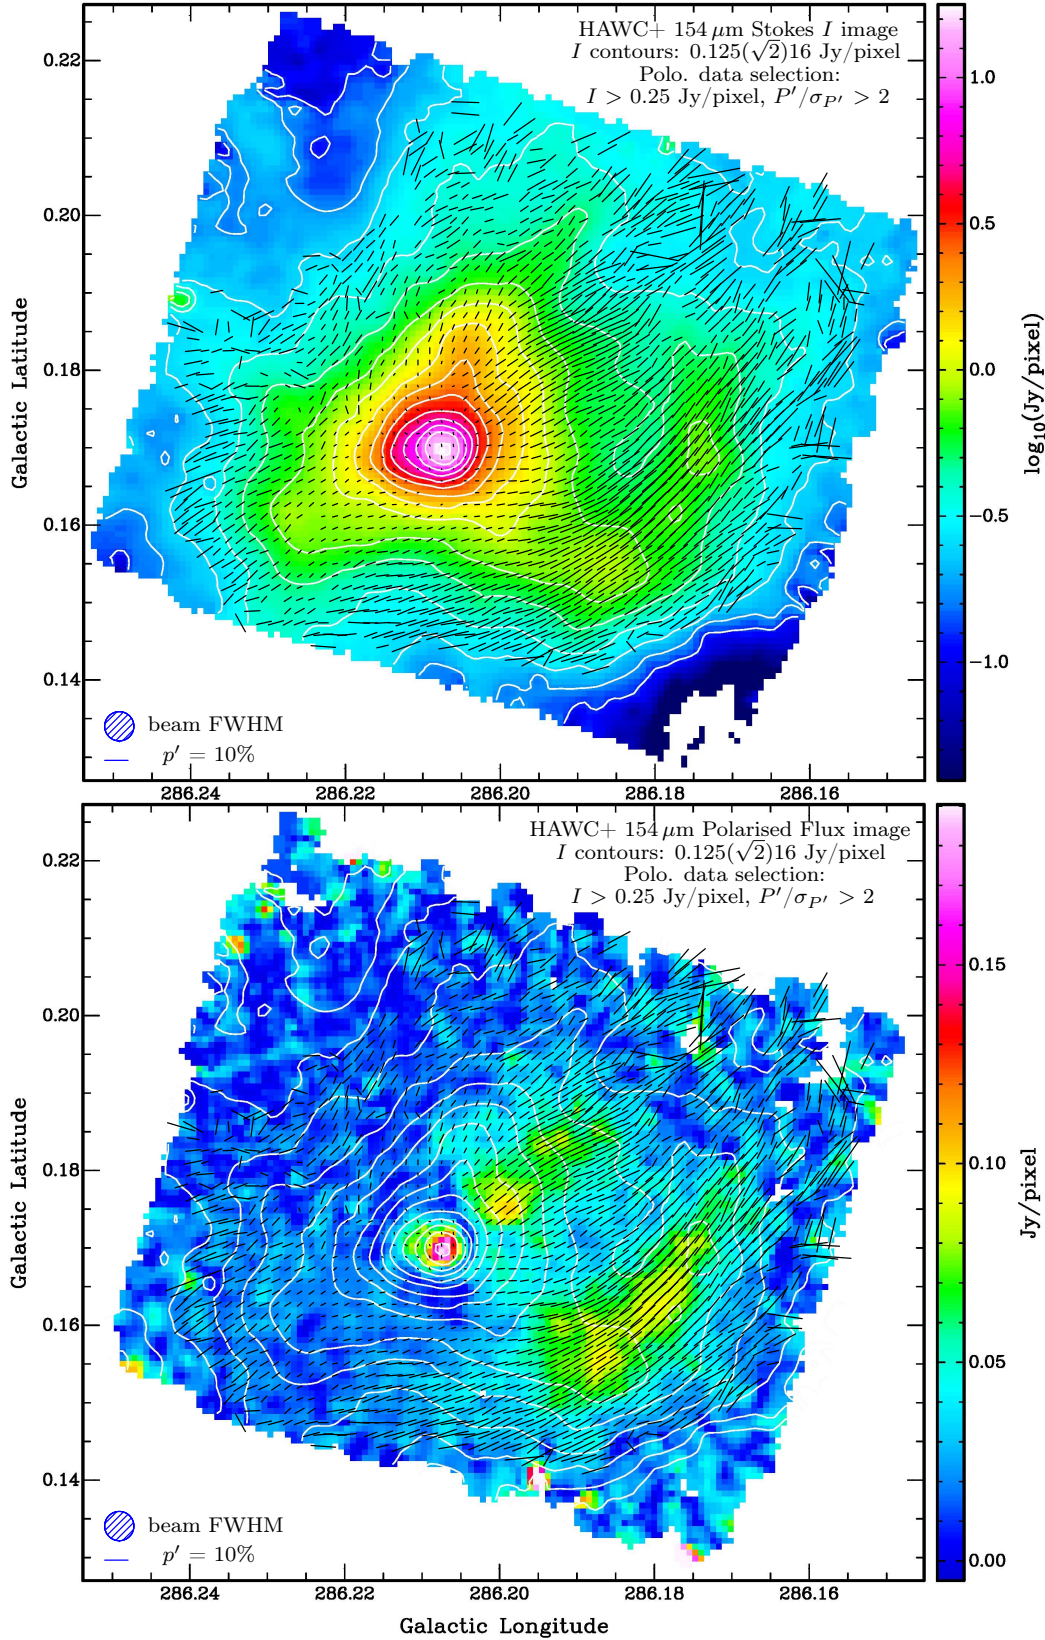 HAWC+ 154 μm Stokes I image
I contours: 0.125(√2)16 Jy/pixel
Polo. data selection:
I > 0.25 Jy/pixel, P′/σP′ > 2
0.22
0.20
0.18
0.16
0.14
Galactic Latitude
beam FWHM
p′ = 10%
286.24
286.22
286.20
286.18
286.16
1.0
0.5
0.0
−0.5
−1.0
log10(Jy/pixel)
HAWC+ 154 μm Polarised Flux image
I contours: 0.125(√2)16 Jy/pixel
Polo. data selection:
I > 0.25 Jy/pixel, P′/σP′ > 2
0.22
0.20
0.18
0.16
0.14
Galactic Latitude
beam FWHM
p′ = 10%
286.24
286.22
286.20
286.18
286.16
Galactic Longitude
0.15
0.10
0.05
0.00
Jy/pixel